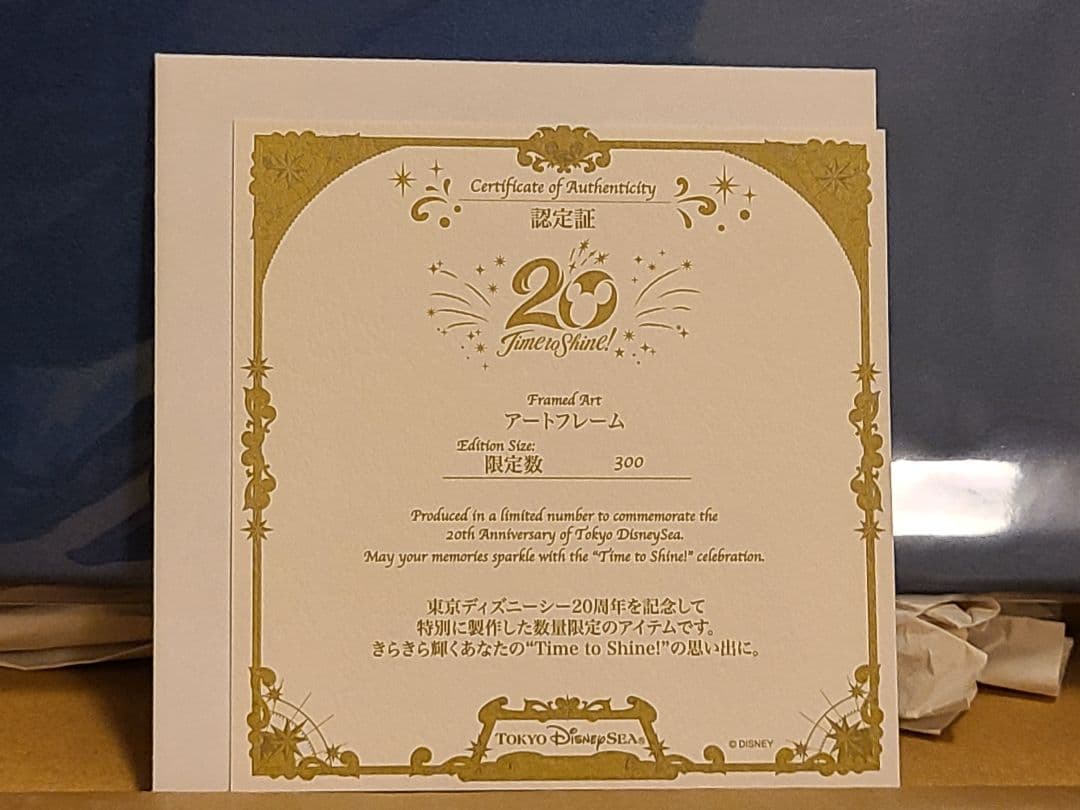 Certificate of Authenticity
認定証
20
Time to Shine!
Framed Art
アートフレーム
Edition Size:
限定数 300
Produced in a limited number to commemorate the
20th Anniversary of Tokyo DisneySea.
May your memories sparkle with the “Time to Shine!” celebration.
東京ディズニーシー20周年を記念して
特別に製作した数量限定のアイテムです。
きらきら輝くあなたの“Time to Shine!”の思い出に。
TOKYO DisneySEA®
© DISNEY